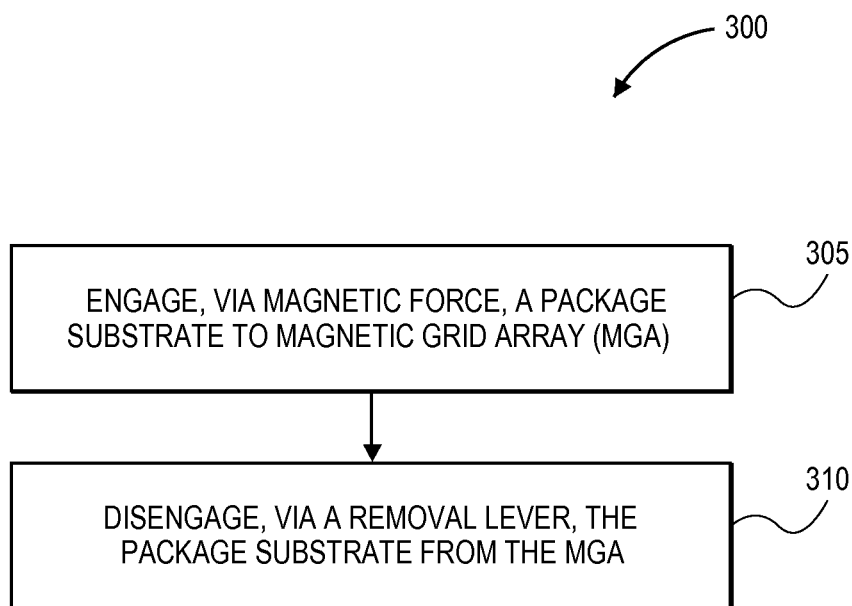 300
305
ENGAGE, VIA MAGNETIC FORCE, A PACKAGE
SUBSTRATE TO MAGNETIC GRID ARRAY (MGA)
310
DISENGAGE, VIA A REMOVAL LEVER, THE
PACKAGE SUBSTRATE FROM THE MGA